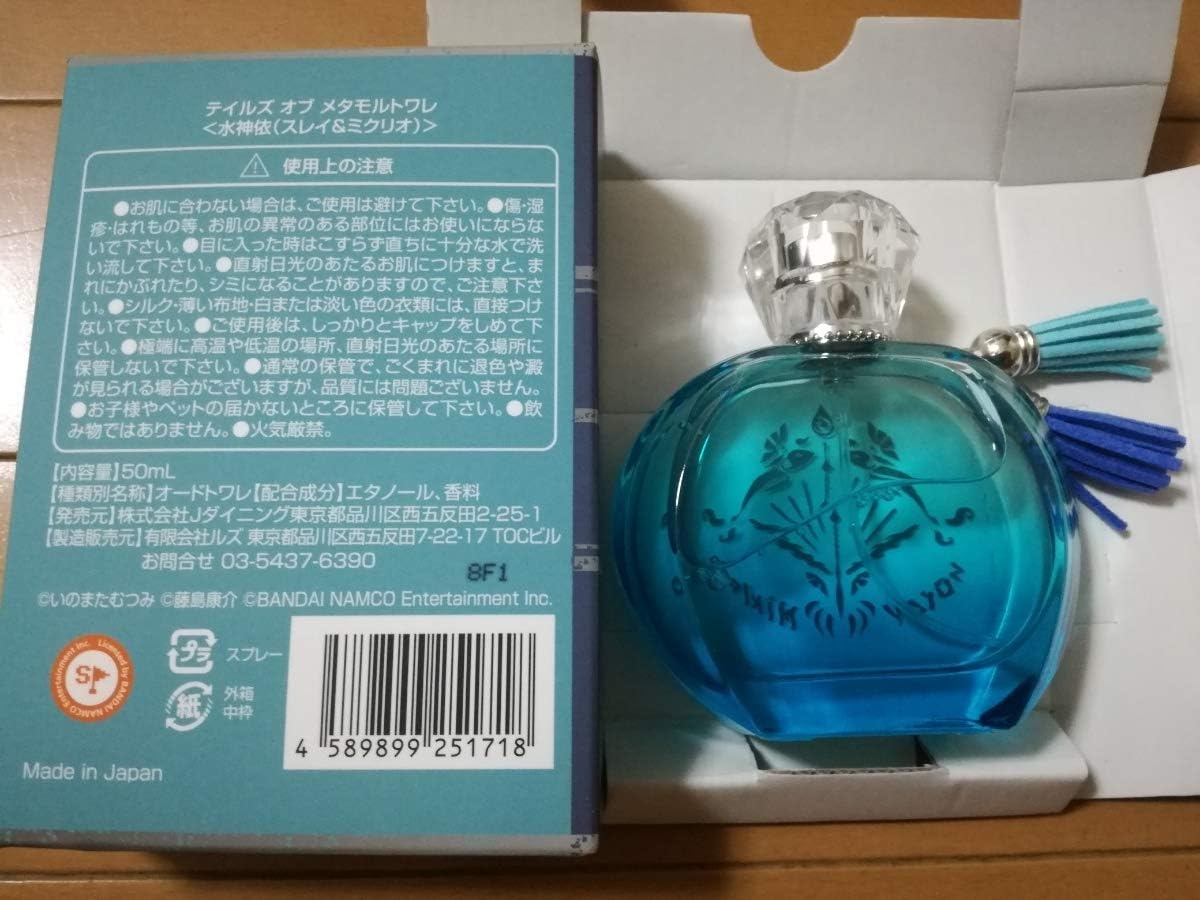 テイルズ オブ メタモルトワレ
<水神依(スレイ&ミクリオ)>
使用上の注意
●お肌に合わない場合は、ご使用は避けて下さい。●傷・湿
疹・はれもの等、お肌の異常のある部位にはお使いにならな
いで下さい。●目に入った時はこすらず直ちに十分な水で洗
い流して下さい。●直射日光のあたるお肌につけますと、ま
れにかぶれたり、シミになることがありますので、ご注意下さ
い。●シルク・薄い布地・白または淡い色の衣類には、直接つけ
ないで下さい。●ご使用後は、しっかりとキャップをしめて下
さい。●極端に高温や低温の場所、直射日光のあたる場所に
保管しないで下さい。●通常の保管で、ごくまれに退色や澱
が見られる場合がございますが、品質には問題ございません。
●お子様やペットの届かないところに保管して下さい。●飲
み物ではありません。●火気厳禁。
【内容量】50mL
【種類別名称】オードトワレ【配合成分】エタノール、香料
【発売元】株式会社Jダイニング東京都品川区西五反田2-25-1
【製造販売元】有限会社ルズ 東京都品川区西五反田7-22-17 TOCビル
お問合せ 03-5437-6390
8F1
©いのまたむつみ ©藤島康介 ©BANDAI NAMCO Entertainment Inc.
Licensed by BANDAI NAMCO Entertainment Inc.
プラ
スプレー
紙
外箱
中枠
4 589899 251718
Made in Japan